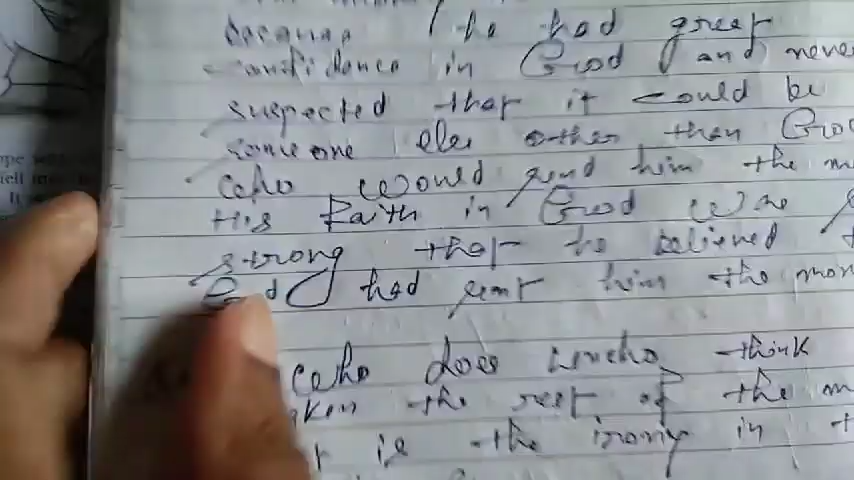 because he had great
confidence in God and never
suspected that it could be
someone else other than God
who would send him the
His Faith in God was
strong that he believed
God had sent him the mon
who does Lencho think
taken the rest of the m
is the irony in